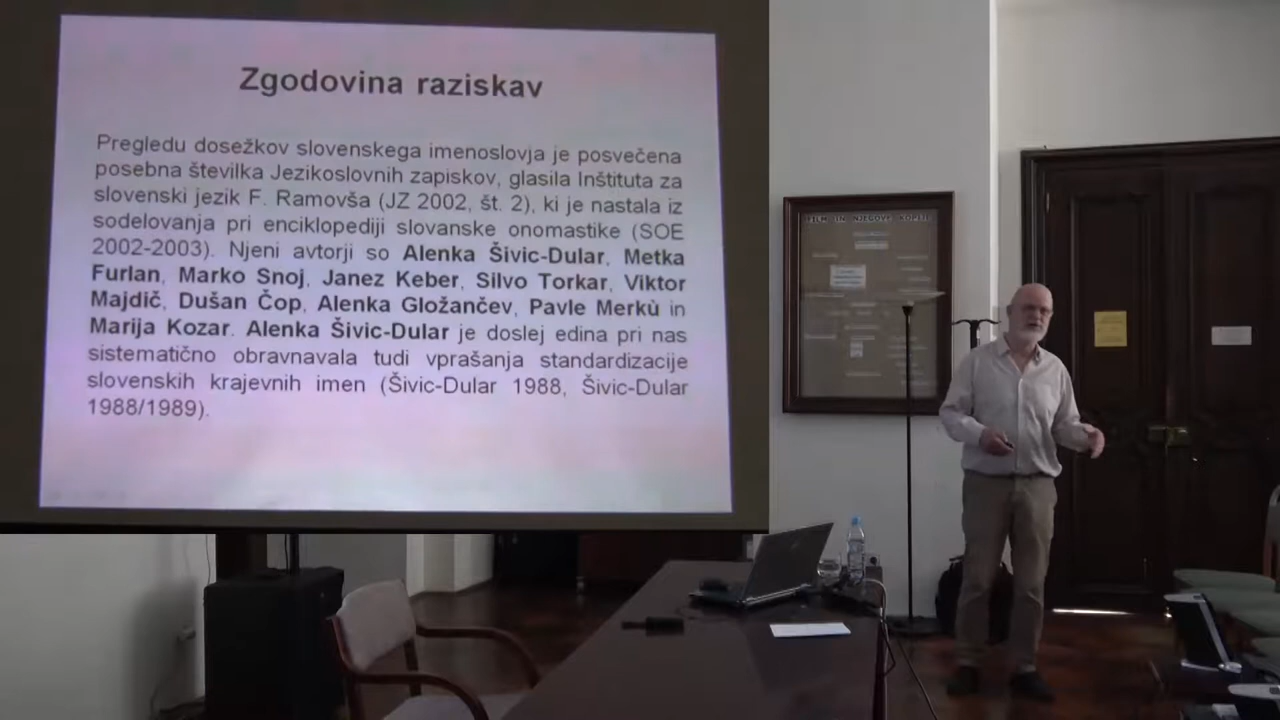 Zgodovina raziskav
Pregledu dosežkov slovenskega imenoslovja je posvečena
posebna številka Jezikoslovnih zapiskov, glasila Inštituta za
slovenski jezik F. Ramovša (JZ 2002, št. 2), ki je nastala iz
sodelovanja pri enciklopediji slovanske onomastike (SOE
2002-2003). Njeni avtorji so Alenka Šivic-Dular, Metka
Furlan, Marko Snoj, Janez Keber, Silvo Torkar, Viktor
Majdič, Dušan Čop, Alenka Gložančev, Pavle Merkù in
Marija Kozar. Alenka Šivic-Dular je doslej edina pri nas
sistematično obravnavala tudi vprašanja standardizacije
slovenskih krajevnih imen (Šivic-Dular 1988, Šivic-Dular
1988/1989).
FILM IN NJEGOVE KOPIJE